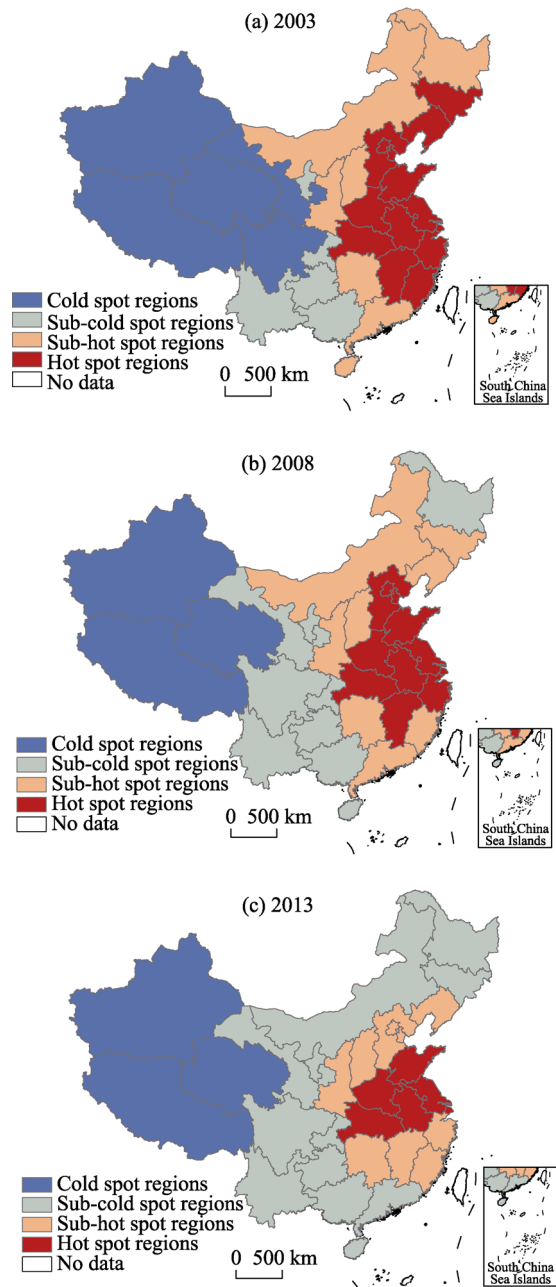 (a) 2003
Cold spot regions
Sub-cold spot regions
Sub-hot spot regions
Hot spot regions
No data
0 500 km
South China
Sea Islands
(b) 2008
Cold spot regions
Sub-cold spot regions
Sub-hot spot regions
Hot spot regions
No data
0 500 km
South China
Sea Islands
(c) 2013
Cold spot regions
Sub-cold spot regions
Sub-hot spot regions
Hot spot regions
No data
0 500 km
South China
Sea Islands